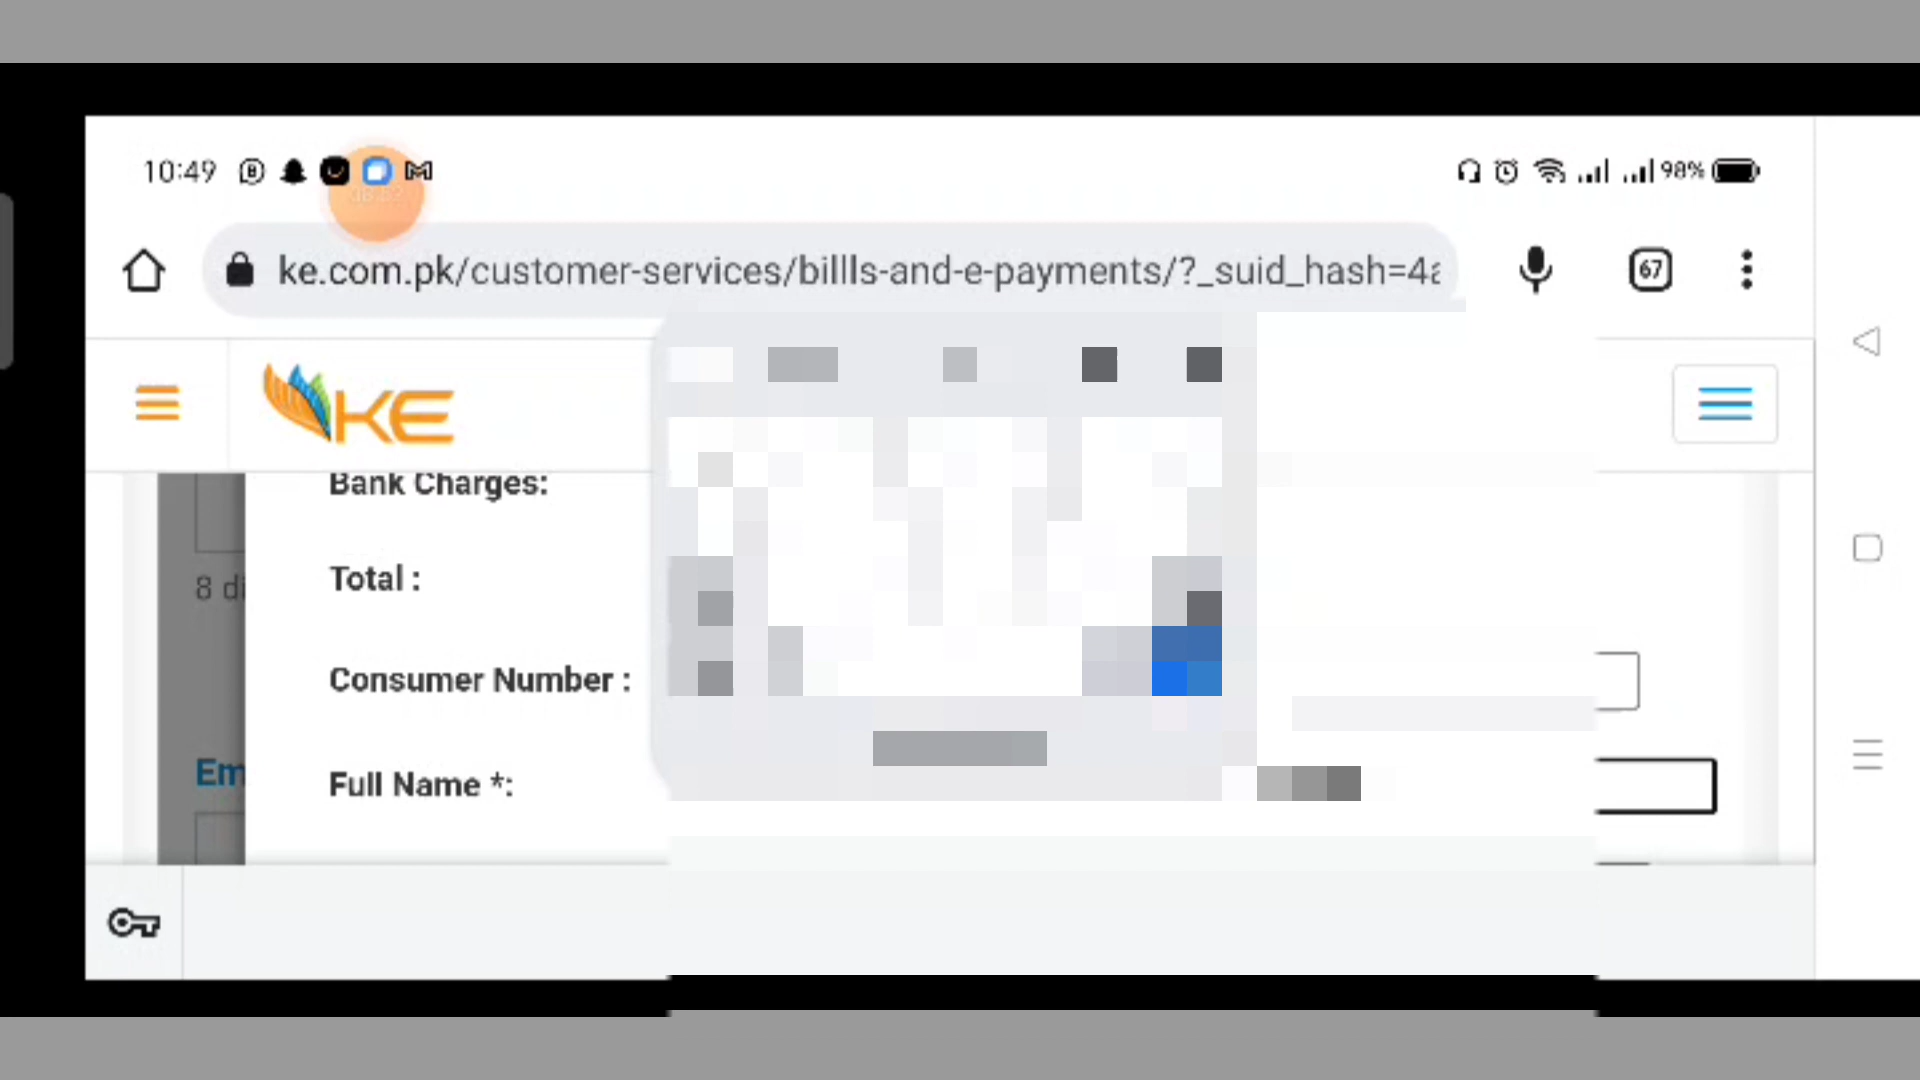 10:49
98%
ke.com.pk/customer-services/billls-and-e-payments/?_suid_hash=4a
67
KE
Bank Charges:
Total :
8 di
Consumer Number :
Em
Full Name *: